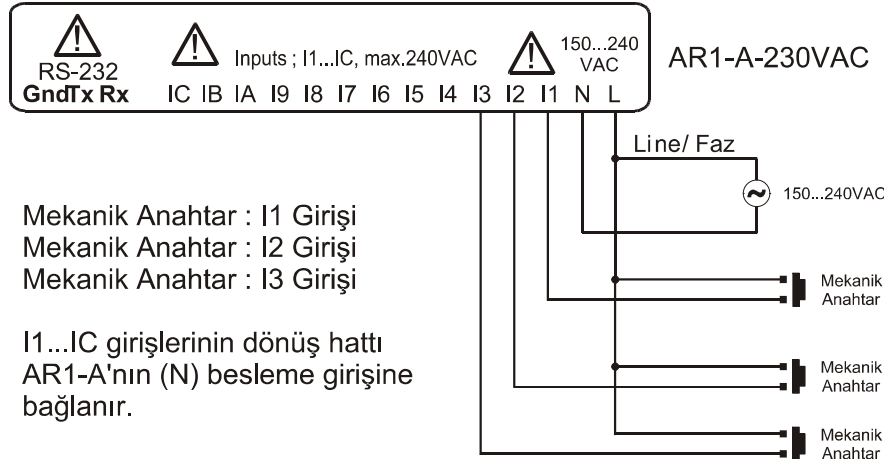 RS-232
GndTx Rx
Inputs ; I1...IC, max.240VAC
150...240
VAC
IC IB IA I9 I8 I7 I6 I5 I4 I3 I2 I1 N L
AR1-A-230VAC
Line/ Faz
150...240VAC
Mekanik Anahtar : I1 Girişi
Mekanik Anahtar : I2 Girişi
Mekanik Anahtar : I3 Girişi
I1...IC girişlerinin dönüş hattı
AR1-A'nın (N) besleme girişine
bağlanır.
Mekanik
Anahtar
Mekanik
Anahtar
Mekanik
Anahtar